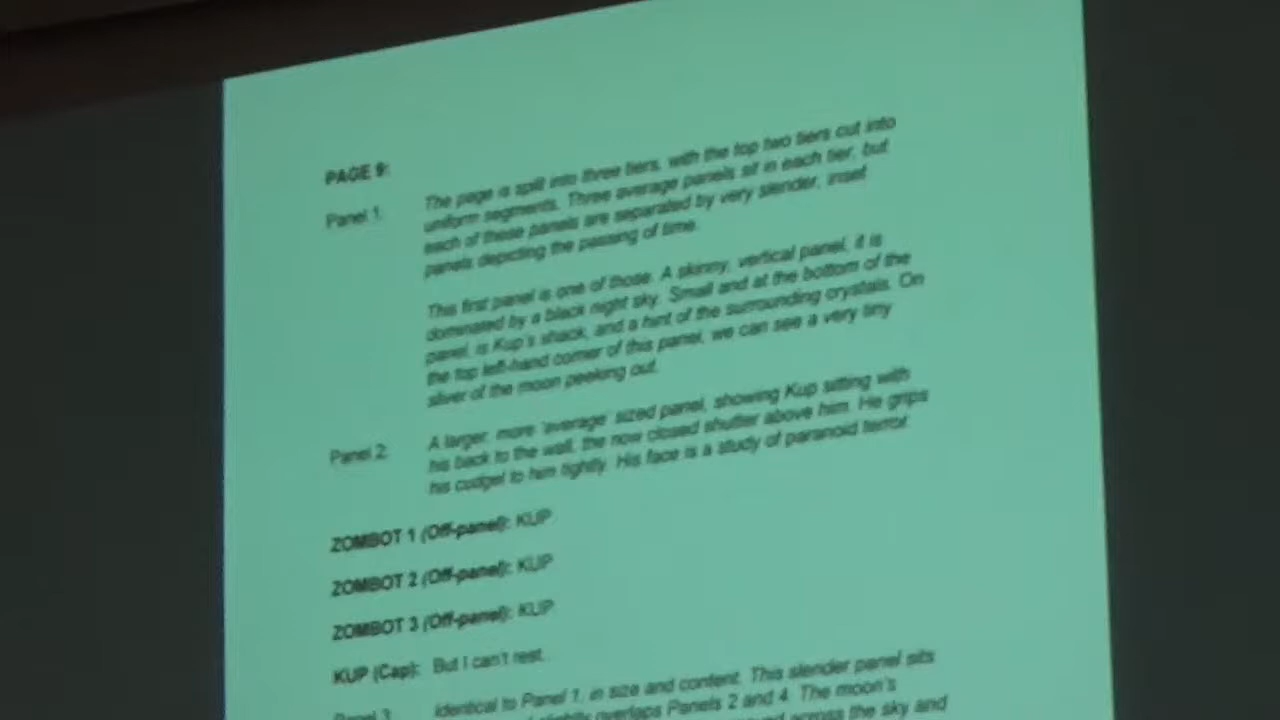 PAGE 9:
Panel 1: The page is split into three tiers, with the top two tiers cut into
uniform segments. Three average panels sit in each tier, but
each of those panels are separated by very slender, inset
panels depicting the passing of time.
This first panel is one of those. A skinny, vertical panel, it is
dominated by a black night sky. Small and at the bottom of the
panel, is Kup's shack, and a hint of the surrounding crystals. On
the top left-hand corner of this panel, we can see a very tiny
sliver of the moon peeking out.
Panel 2: A larger, more 'average' sized panel, showing Kup sitting with
his back to the wall, the now closed shutter above him. He grips
his cudgel to him tightly. His face is a study of paranoid terror.
ZOMBOT 1 (Off-panel): KUP
ZOMBOT 2 (Off-panel): KUP
ZOMBOT 3 (Off-panel): KUP
KUP (Cap): But I can't rest...
Panel 3: Identical to Panel 1, in size and content. This slender panel sits
slightly overlaps Panels 2 and 4. The moon's
across the sky and